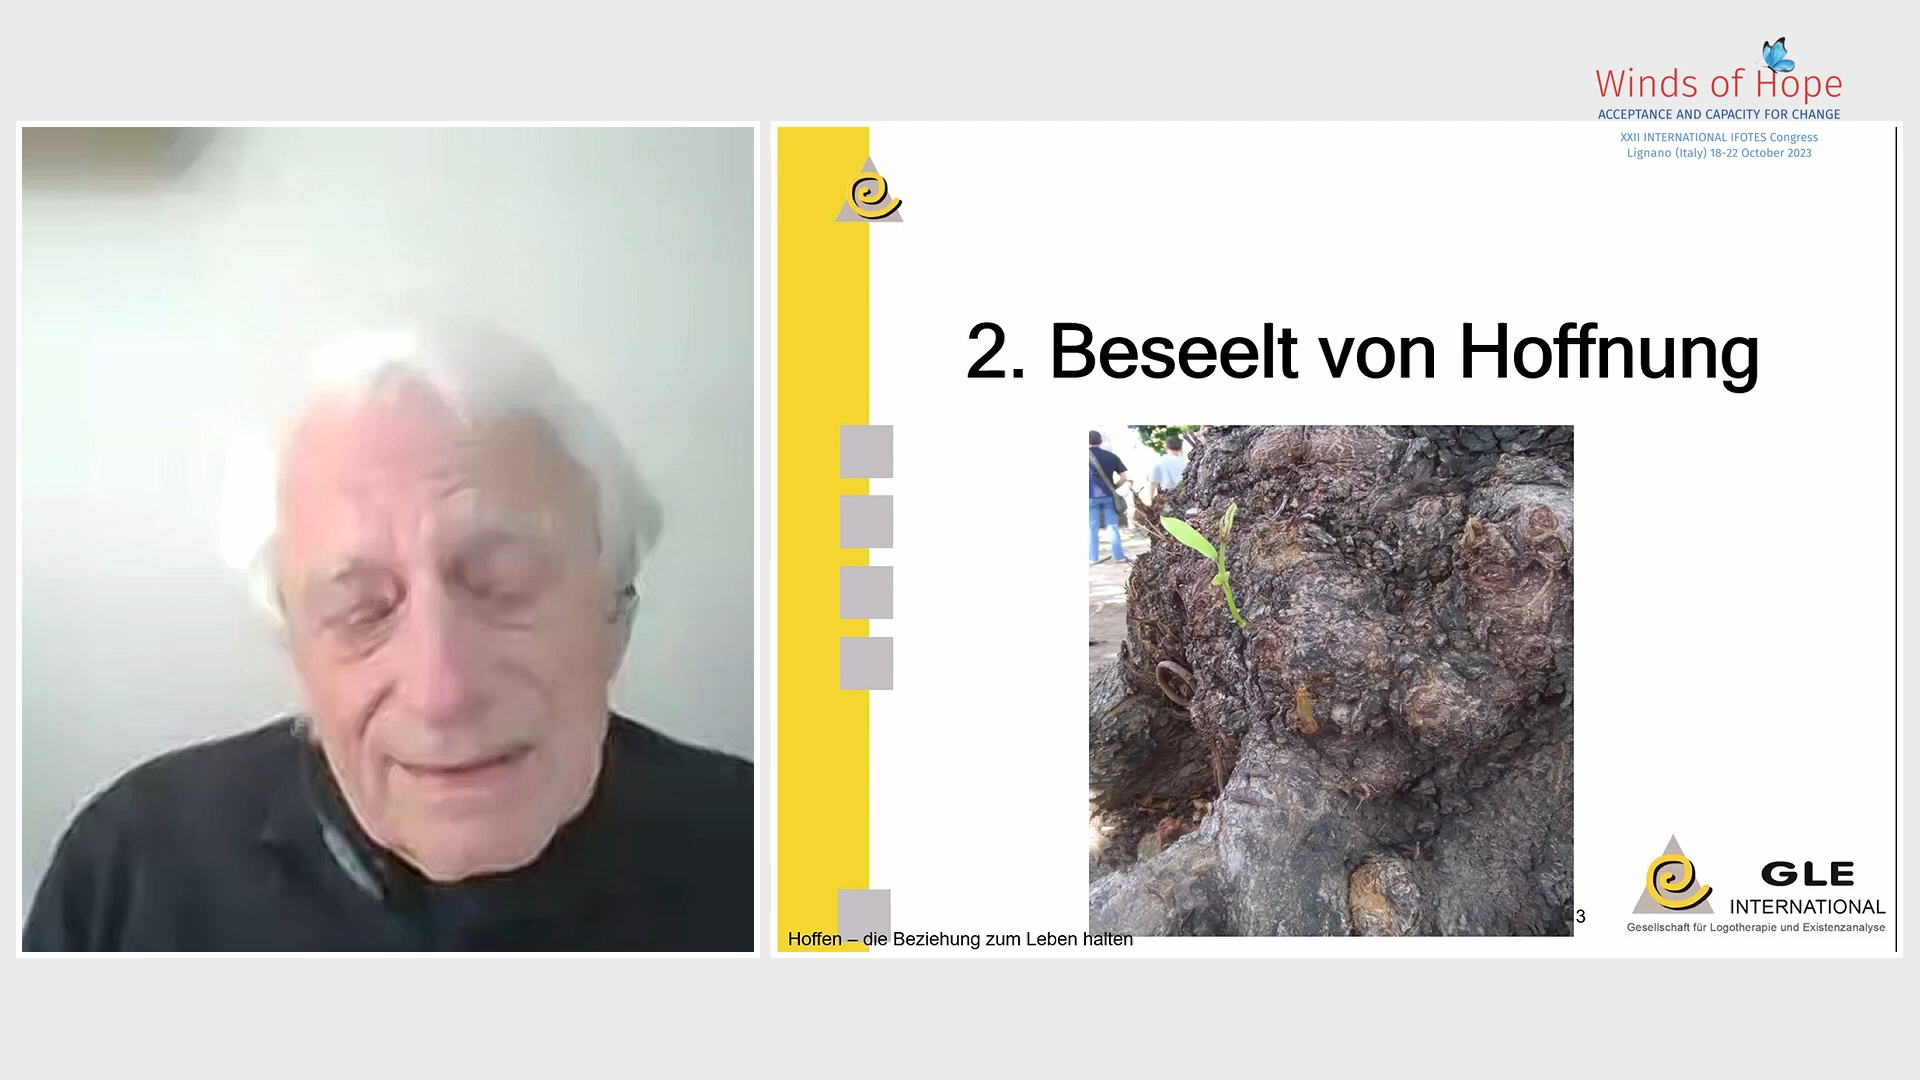 Winds of Hope
ACCEPTANCE AND CAPACITY FOR CHANGE
XXII INTERNATIONAL IFOTES Congress
Lignano (Italy) 18-22 October 2023
2. Beseelt von Hoffnung
3
GLE
INTERNATIONAL
Gesellschaft für Logotherapie und Existenzanalyse
Hoffen – die Beziehung zum Leben halten